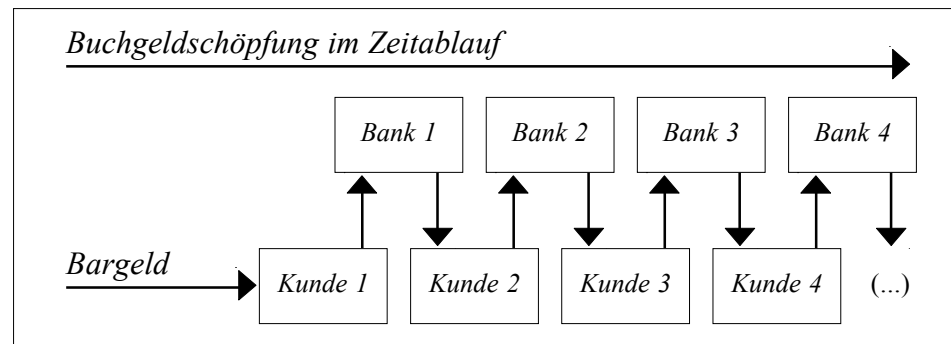 Buchgeldschöpfung im Zeitablauf
Bank 1 Bank 2 Bank 3 Bank 4
Bargeld
Kunde 1 Kunde 2 Kunde 3 Kunde 4 (...)